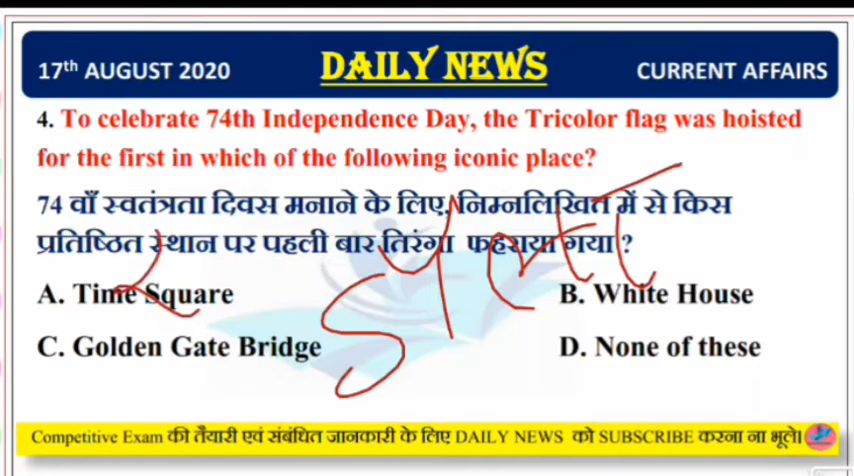 17th AUGUST 2020 DAILY NEWS CURRENT AFFAIRS
4. To celebrate 74th Independence Day, the Tricolor flag was hoisted
for the first in which of the following iconic place?
74 वाँ स्वतंत्रता दिवस मनाने के लिए, निम्नलिखित में से किस
प्रतिष्ठित स्थान पर पहली बार तिरंगा फहराया गया ?
A. Time Square B. White House
C. Golden Gate Bridge D. None of these
Competitive Exam की तैयारी एवं संबंधित जानकारी के लिए DAILY NEWS को SUBSCRIBE करना ना भूले।